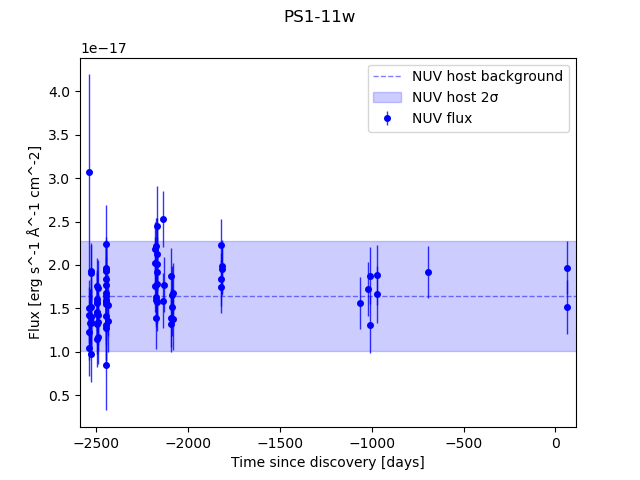 PS1-11w
1e−17
NUV host background
NUV host 2σ
NUV flux
4.0
3.5
3.0
2.5
2.0
1.5
1.0
0.5
Flux [erg s^-1 Å^-1 cm^-2]
−2500 −2000 −1500 −1000 −500 0
Time since discovery [days]